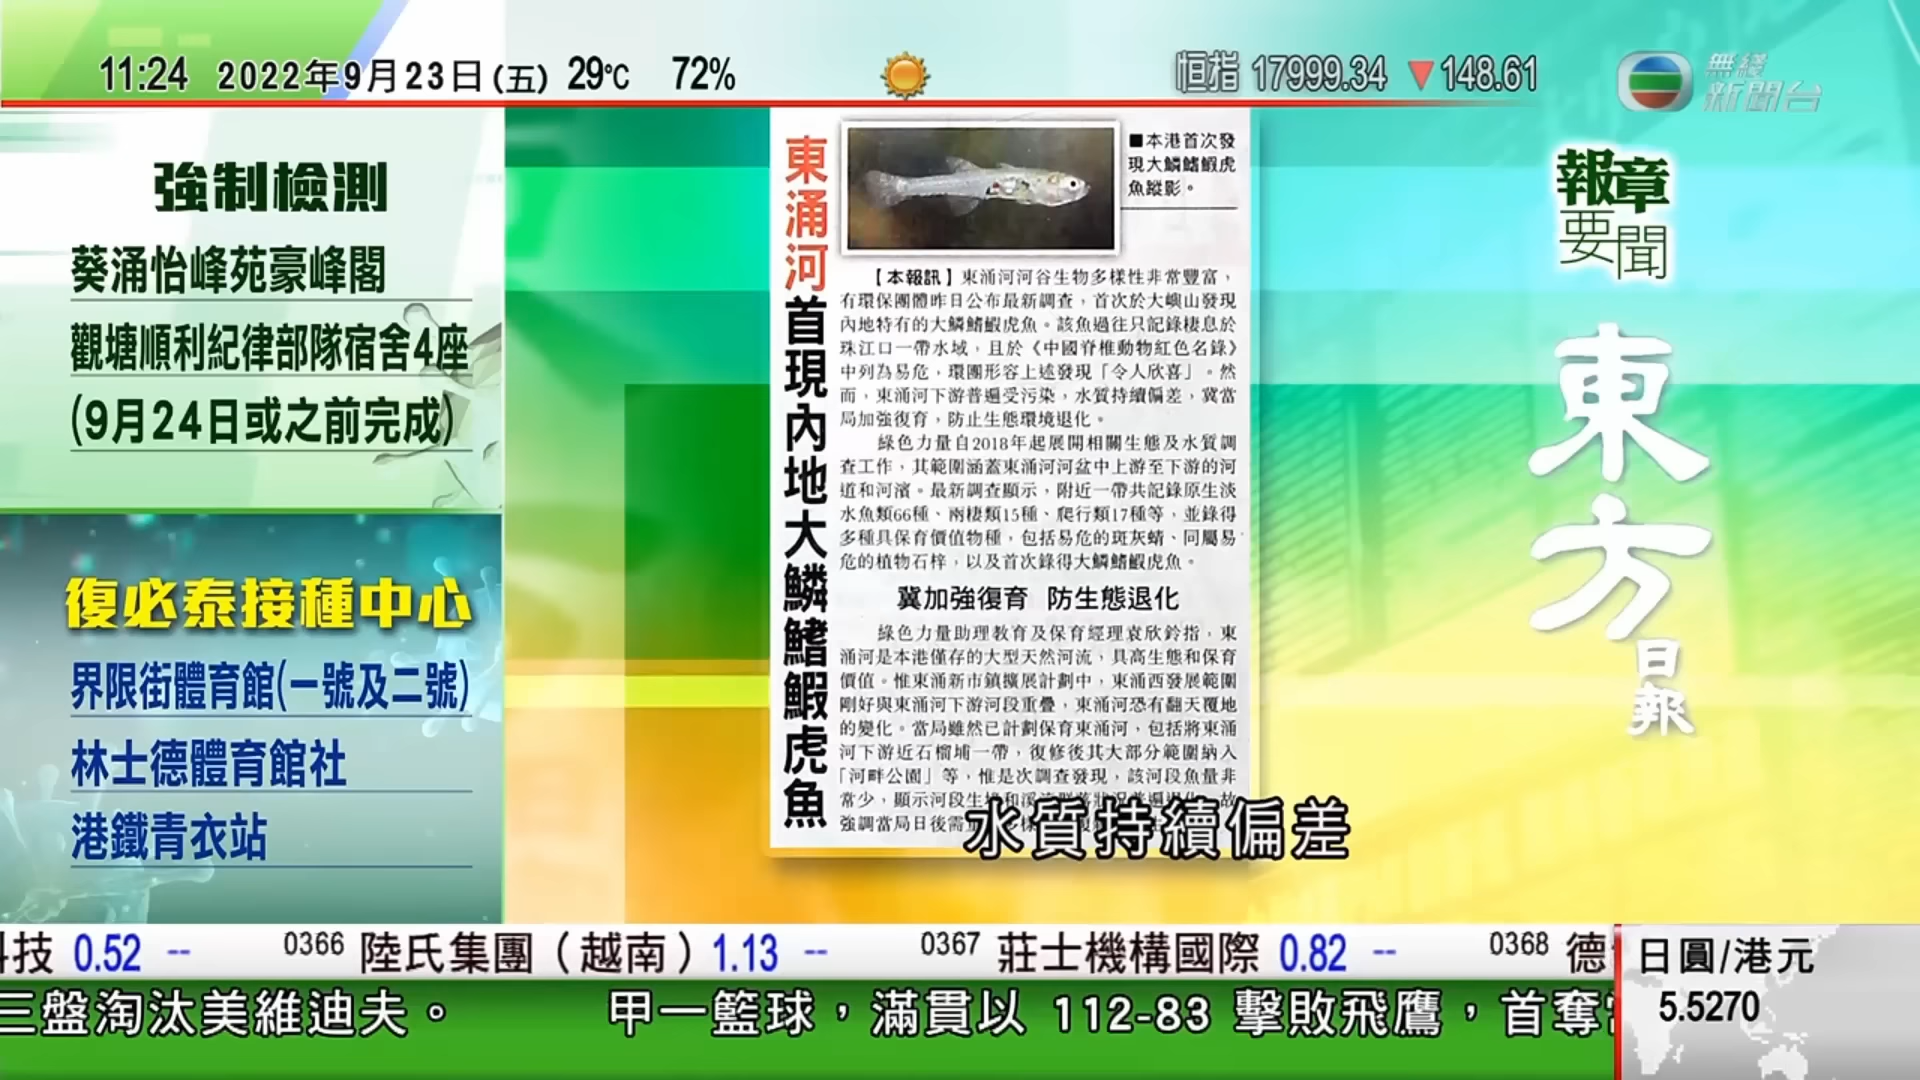 11:24 2022年9月23日(五) 29℃ 72%
恒指 17999.34 ▼148.61
無綫
新聞台
強制檢測
葵涌怡峰苑豪峰閣
觀塘順利紀律部隊宿舍4座
(9月24日或之前完成)
復必泰接種中心
界限街體育館(一號及二號)
林士德體育館社
港鐵青衣站
東涌河首現內地大鱗鰭鰕虎魚
■本港首次發
現大鱗鰭鰕虎
魚蹤影。
【本報訊】東涌河河谷生物多樣性非常豐富，
有環保團體昨日公布最新調查，首次於大嶼山發現
內地特有的大鱗鰭鰕虎魚。該魚過往只記錄棲息於
珠江口一帶水域，且於《中國脊椎動物紅色名錄》
中列為易危，環團形容上述發現「令人欣喜」。然
而，東涌河下游普遍受污染，水質持續偏差，冀當
局加強復育，防止生態環境退化。
綠色力量自2018年起展開相關生態及水質調
查工作，其範圍涵蓋東涌河河盆中上游至下游的河
道和河濱。最新調查顯示，附近一帶共記錄原生淡
水魚類66種、兩棲類15種、爬行類17種等，並錄得
多種具保育價值物種，包括易危的斑灰蜻、同屬易
危的植物石梓，以及首次錄得大鱗鰭鰕虎魚。
冀加強復育 防生態退化
綠色力量助理教育及保育經理袁欣鈴指，東
涌河是本港僅存的大型天然河流，具高生態和保育
價值。惟東涌新市鎮擴展計劃中，東涌西發展範圍
剛好與東涌河下游河段重疊，東涌河恐有翻天覆地
的變化。當局雖然已計劃保育東涌河，包括將東涌
河下游近石榴埔一帶，復修後其大部分範圍納入
「河畔公園」等，惟是次調查發現，該河段魚量非
常少，顯示河段生
強調當局日後需
水質持續偏差
報章
要聞
東方日報
科技 0.52 -- 0366 陸氏集團（越南）1.13 -- 0367 莊士機構國際 0.82 -- 0368 德
三盤淘汰美維迪夫。 甲一籃球，滿貫以 112-83 擊敗飛鷹，首奪
日圓/港元
5.5270